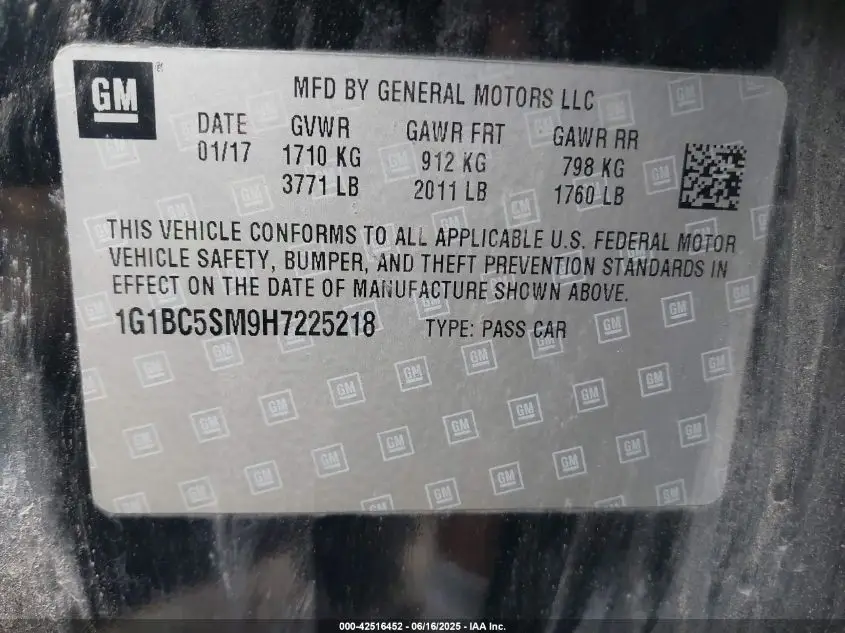 GM
MFD BY GENERAL MOTORS LLC
DATE GVWR GAWR FRT GAWR RR
01/17 1710 KG 912 KG 798 KG
3771 LB 2011 LB 1760 LB
THIS VEHICLE CONFORMS TO ALL APPLICABLE U.S. FEDERAL MOTOR
VEHICLE SAFETY, BUMPER, AND THEFT PREVENTION STANDARDS IN
EFFECT ON THE DATE OF MANUFACTURE SHOWN ABOVE.
1G1BC5SM9H7225218 TYPE: PASS CAR
000-42516452 - 06/16/2025 - IAA Inc.